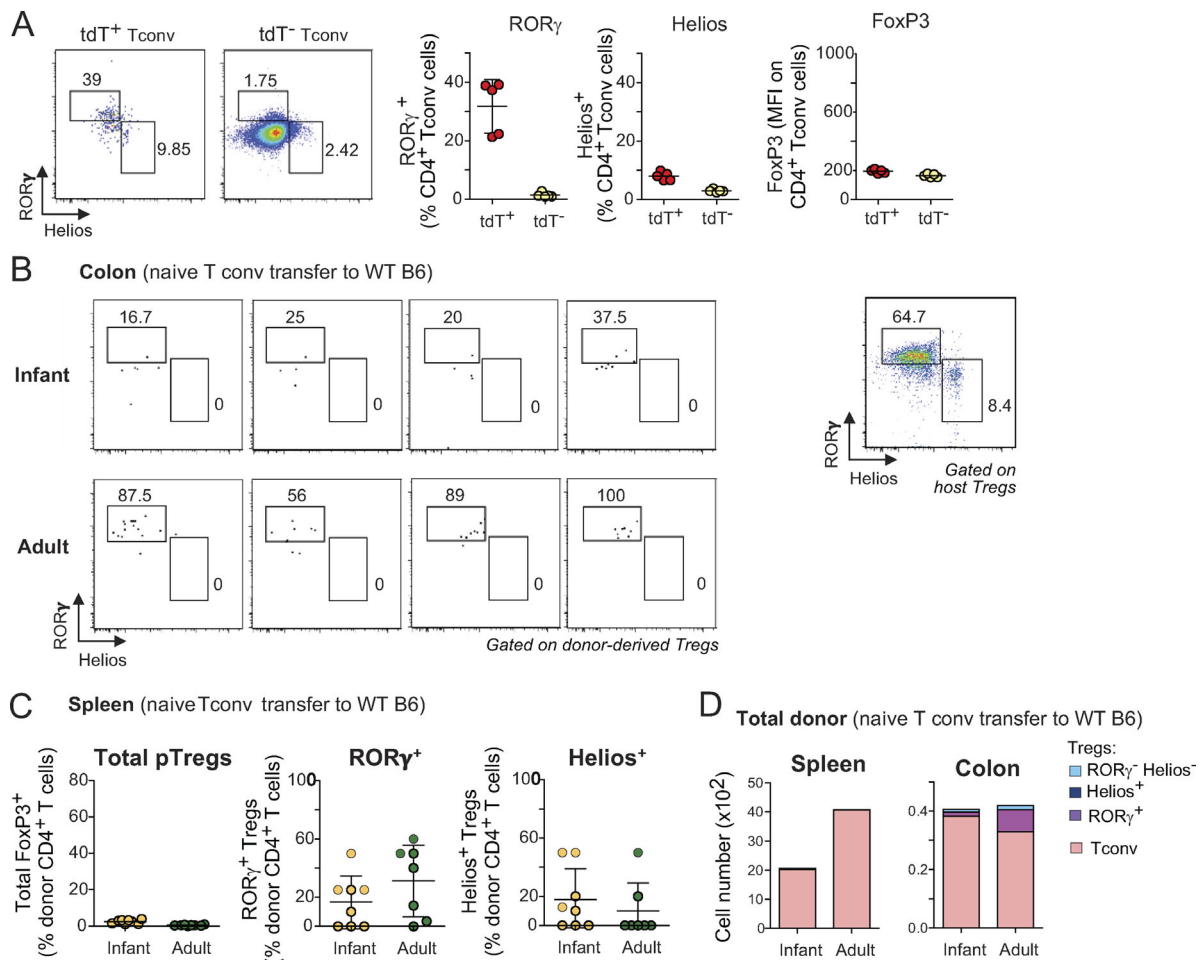 A
tdT+ Tconv
39
9.85
RORγ
Helios
tdT- Tconv
1.75
2.42
RORγ
RORγ+
(% CD4+ Tconv cells)
40
20
0
tdT+ tdT-
Helios
Helios+
(% CD4+ Tconv cells)
40
20
0
tdT+ tdT-
FoxP3
FoxP3 (MFI on
CD4+ Tconv cells)
1000
800
600
400
200
0
tdT+ tdT-
B
Colon (naive T conv transfer to WT B6)
Infant
16.7
0
25
0
20
0
37.5
0
64.7
8.4
RORγ
Helios
Gated on
host Tregs
Adult
87.5
0
56
0
89
0
100
0
RORγ
Helios
Gated on donor-derived Tregs
C
Spleen (naive Tconv transfer to WT B6)
Total pTregs
Total FoxP3+
(% donor CD4+ T cells)
80
60
40
20
0
Infant Adult
RORγ+
RORγ+ Tregs
(% donor CD4+ T cells)
100
80
60
40
20
0
Infant Adult
Helios+
Helios+ Tregs
(% donor CD4+ T cells)
100
80
60
40
20
0
Infant Adult
D
Total donor (naive T conv transfer to WT B6)
Spleen
Cell number (x10²)
50
40
30
20
10
0
Infant Adult
Colon
0.4
0.2
0.0
Infant Adult
Tregs:
RORγ- Helios-
Helios+
RORγ+
Tconv